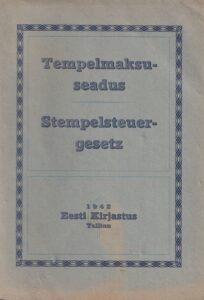 Tempelmaksu-
seadus
Stempelsteuer-
gesetz
1942
Eesti Kirjastus
Tallinn